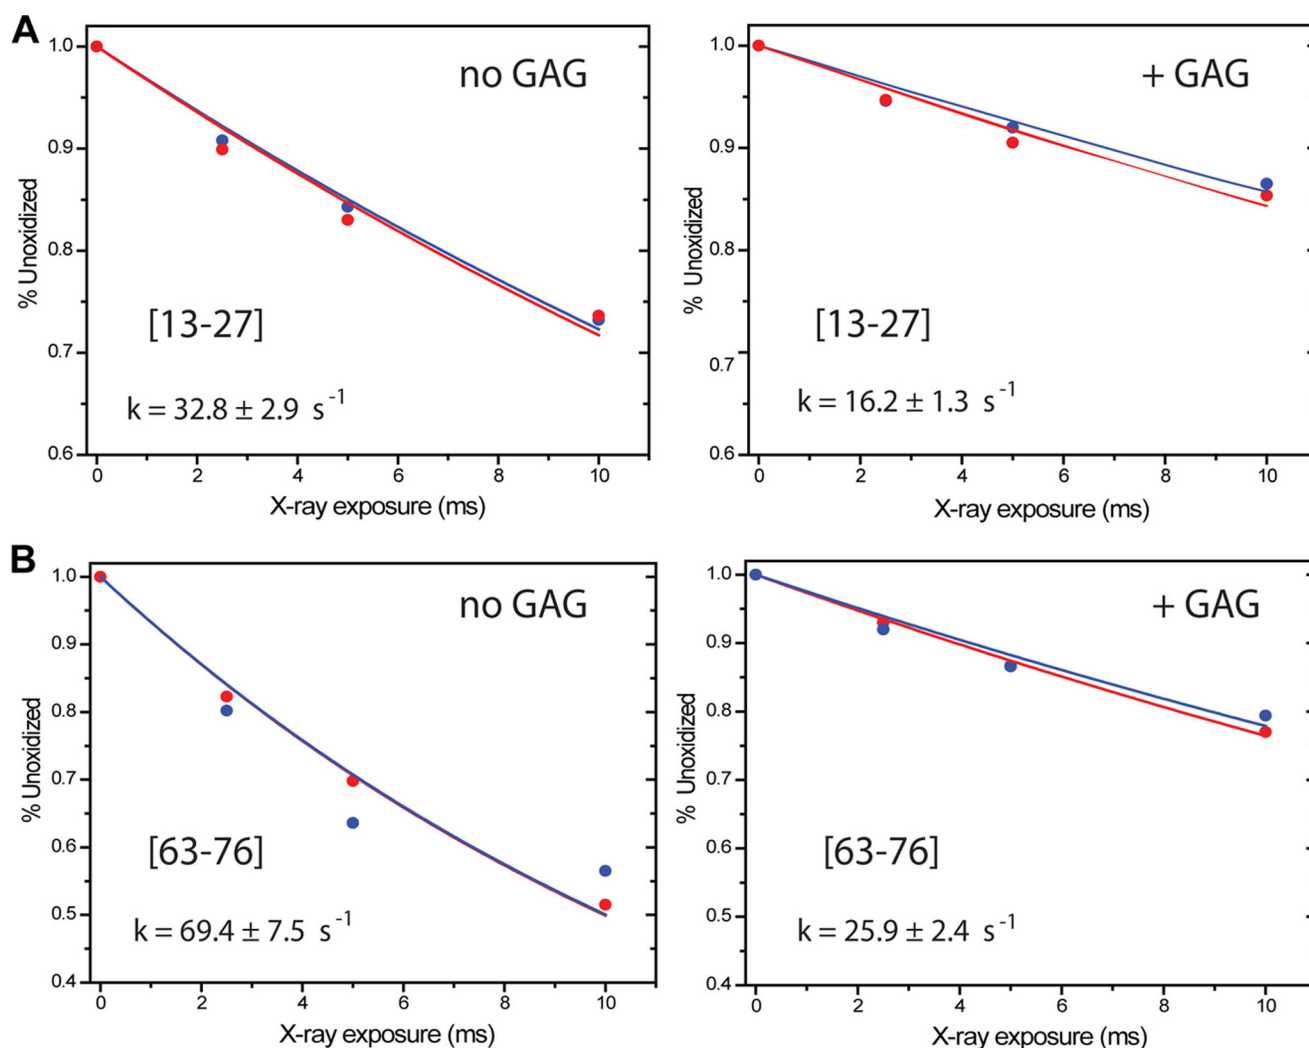 A
no GAG
+ GAG
1.0
0.9
0.8
0.7
0.6
% Unoxidized
[13-27]
k = 32.8 ± 2.9 s⁻¹
0 2 4 6 8 10
X-ray exposure (ms)
1.0
0.9
0.8
0.7
0.6
% Unoxidized
[13-27]
k = 16.2 ± 1.3 s⁻¹
0 2 4 6 8 10
X-ray exposure (ms)
B
no GAG
+ GAG
1.0
0.9
0.8
0.7
0.6
0.5
0.4
% Unoxidized
[63-76]
k = 69.4 ± 7.5 s⁻¹
0 2 4 6 8 10
X-ray exposure (ms)
1.0
0.9
0.8
0.7
0.6
0.5
0.4
% Unoxidized
[63-76]
k = 25.9 ± 2.4 s⁻¹
0 2 4 6 8 10
X-ray exposure (ms)